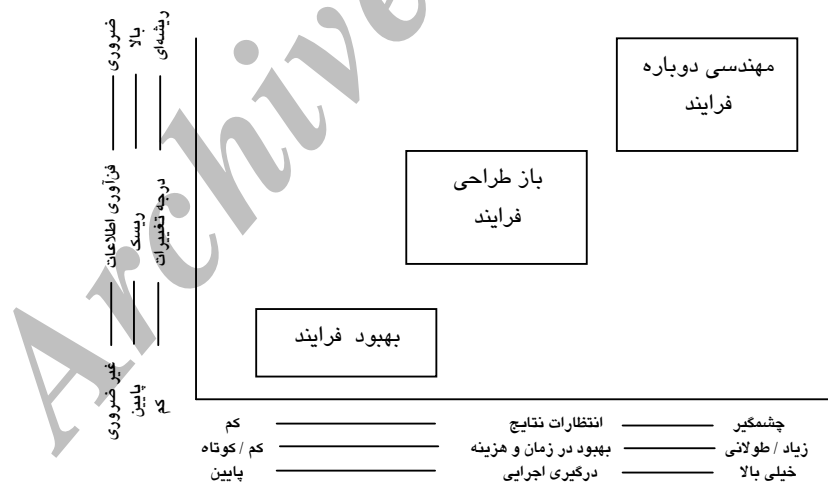 مهندسی دوباره
فرایند
باز طراحی
فرایند
بهبود فرایند
ضروری
بالا
ریشه‌ای
فن‌آوری اطلاعات
ریسک
درجه تغییرات
غیر ضروری
پایین
کم
چشمگیر انتظارات نتایج کم
زیاد / طولانی بهبود در زمان و هزینه کم / کوتاه
خیلی بالا درگیری اجرایی پایین
Archive